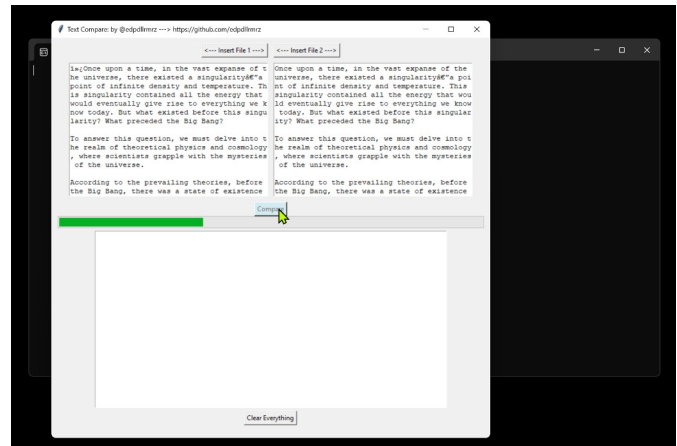 Text Compare: by @edpdllrmrz ---> https://github.com/edpdllrmrz
<--- Insert File 1 --->
<--- Insert File 2 --->
ï»¿Once upon a time, in the vast expanse of t
he universe, there existed a singularityâ€"a
point of infinite density and temperature. Th
is singularity contained all the energy that
would eventually give rise to everything we k
now today. But what existed before this singu
larity? What preceded the Big Bang?
To answer this question, we must delve into t
he realm of theoretical physics and cosmology
, where scientists grapple with the mysteries
of the universe.
According to the prevailing theories, before
the Big Bang, there was a state of existence
Once upon a time, in the vast expanse of the
universe, there existed a singularityâ€"a poi
nt of infinite density and temperature. This
singularity contained all the energy that wou
ld eventually give rise to everything we know
today. But what existed before this singular
ity? What preceded the Big Bang?
To answer this question, we must delve into t
he realm of theoretical physics and cosmology
, where scientists grapple with the mysteries
of the universe.
According to the prevailing theories, before
the Big Bang, there was a state of existence
Compare
Clear Everything